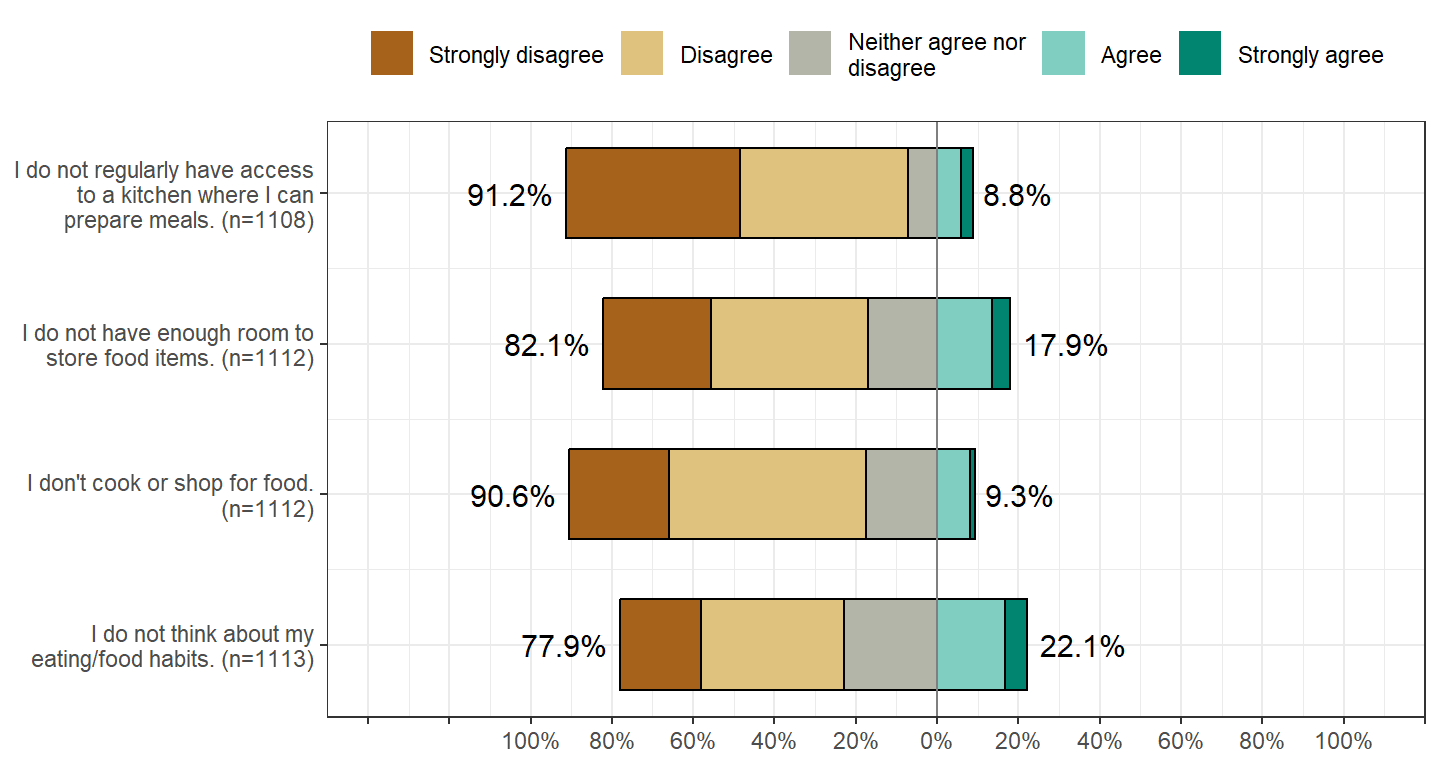 Strongly disagree
Disagree
Neither agree nor
disagree
Agree
Strongly agree
I do not regularly have access
to a kitchen where I can
prepare meals. (n=1108)
91.2%
8.8%
I do not have enough room to
store food items. (n=1112)
82.1%
17.9%
I don't cook or shop for food.
(n=1112)
90.6%
9.3%
I do not think about my
eating/food habits. (n=1113)
77.9%
22.1%
100% 80% 60% 40% 20% 0% 20% 40% 60% 80% 100%